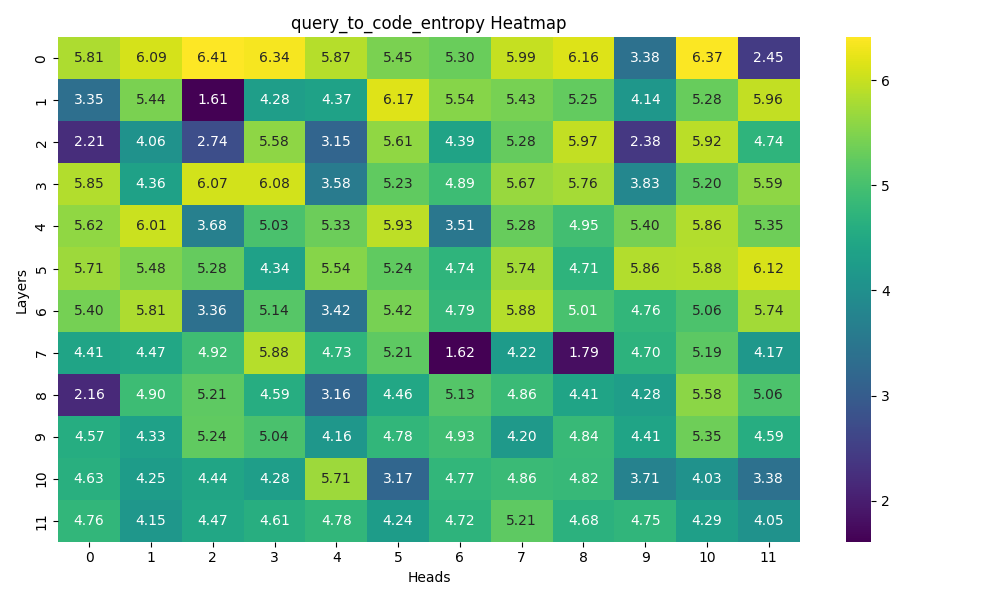 query_to_code_entropy Heatmap
0 5.81 6.09 6.41 6.34 5.87 5.45 5.30 5.99 6.16 3.38 6.37 2.45
1 3.35 5.44 1.61 4.28 4.37 6.17 5.54 5.43 5.25 4.14 5.28 5.96
2 2.21 4.06 2.74 5.58 3.15 5.61 4.39 5.28 5.97 2.38 5.92 4.74
3 5.85 4.36 6.07 6.08 3.58 5.23 4.89 5.67 5.76 3.83 5.20 5.59
4 5.62 6.01 3.68 5.03 5.33 5.93 3.51 5.28 4.95 5.40 5.86 5.35
5 5.71 5.48 5.28 4.34 5.54 5.24 4.74 5.74 4.71 5.86 5.88 6.12
6 5.40 5.81 3.36 5.14 3.42 5.42 4.79 5.88 5.01 4.76 5.06 5.74
7 4.41 4.47 4.92 5.88 4.73 5.21 1.62 4.22 1.79 4.70 5.19 4.17
8 2.16 4.90 5.21 4.59 3.16 4.46 5.13 4.86 4.41 4.28 5.58 5.06
9 4.57 4.33 5.24 5.04 4.16 4.78 4.93 4.20 4.84 4.41 5.35 4.59
10 4.63 4.25 4.44 4.28 5.71 3.17 4.77 4.86 4.82 3.71 4.03 3.38
11 4.76 4.15 4.47 4.61 4.78 4.24 4.72 5.21 4.68 4.75 4.29 4.05
0 1 2 3 4 5 6 7 8 9 10 11
Heads
Layers
6
5
4
3
2